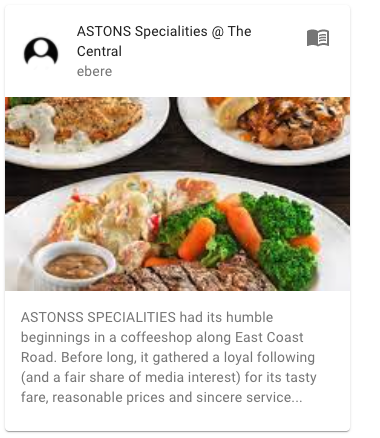 ASTONS Specialities @ The
Central
ebere
ASTONSS SPECIALITIES had its humble
beginnings in a coffeeshop along East Coast
Road. Before long, it gathered a loyal following
(and a fair share of media interest) for its tasty
fare, reasonable prices and sincere service...